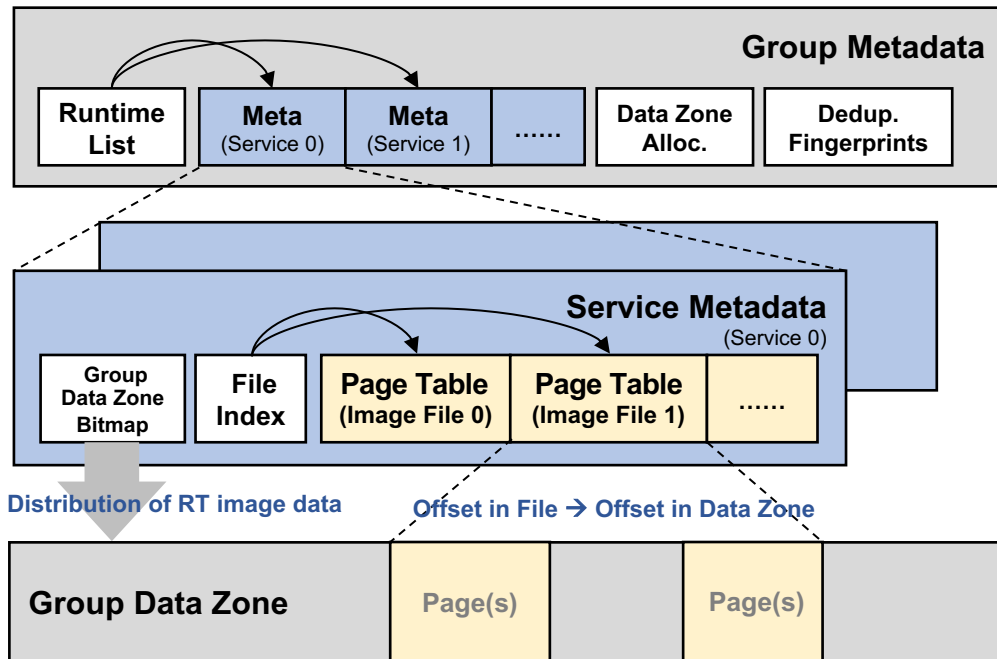 Group Metadata
Runtime
List
Meta
(Service 0)
Meta
(Service 1)
......
Data Zone
Alloc.
Dedup.
Fingerprints
Service Metadata
(Service 0)
Group
Data Zone
Bitmap
File
Index
Page Table
(Image File 0)
Page Table
(Image File 1)
......
Distribution of RT image data
Offset in File → Offset in Data Zone
Group Data Zone
Page(s)
Page(s)